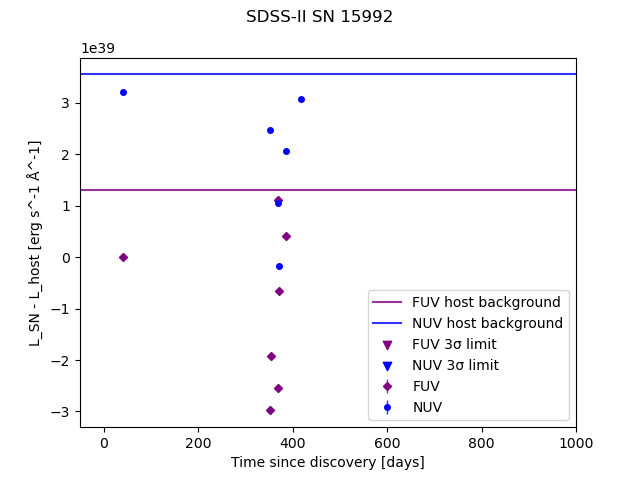 SDSS-II SN 15992
1e39
L_SN - L_host [erg s^-1 Å^-1]
3
2
1
0
−1
−2
−3
FUV host background
NUV host background
FUV 3σ limit
NUV 3σ limit
FUV
NUV
0 200 400 600 800 1000
Time since discovery [days]